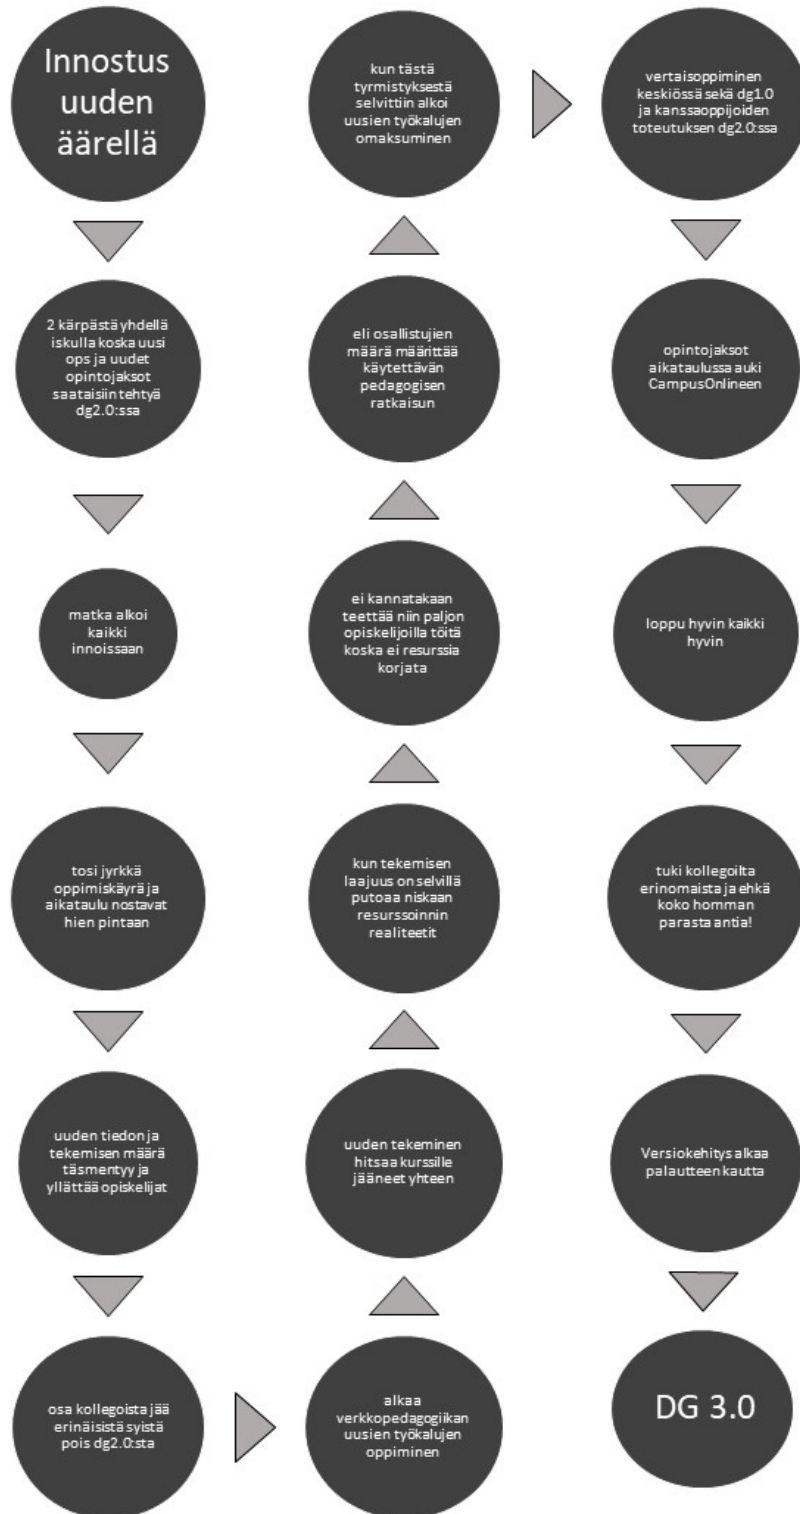 Innostus
uuden
äärellä
2 kärpästä yhdellä
iskulla koska uusi
ops ja uudet
opintojaksot
saataisiin tehtyä
dg2.0:ssa
matka alkoi
kaikki
innoissaan
tosi jyrkkä
oppimiskäyrä ja
aikataulu nostavat
hien pintaan
uuden tiedon ja
tekemisen määrä
täsmentyy ja
yllättää opiskelijat
osa kollegoista jää
erinäisistä syistä
pois dg2.0:sta
alkaa
verkkopedagogiikan
uusien työkalujen
oppiminen
uuden tekeminen
hitsaa kurssille
jääneet yhteen
kun tekemisen
laajuus on selvillä
putoaa niskaan
resurssoinnin
realiteetit
ei kannatakaan
teettää niin paljon
opiskelijoilla töitä
koska ei resurssia
korjata
eli osallistujien
määrä määrittää
käytettävän
pedagogisen
ratkaisun
kun tästä
tyrmistyksestä
selvittiin alkoi
uusien työkalujen
omaksuminen
vertaisoppiminen
keskiössä sekä dg1.0
ja kanssaoppijoiden
toteutuksen dg2.0:ssa
opintojaksot
aikataulussa auki
CampusOnlineen
loppu hyvin kaikki
hyvin
tuki kollegoilta
erinomaista ja ehkä
koko homman
parasta antia!
Versiokehitys alkaa
palautteen kautta
DG 3.0